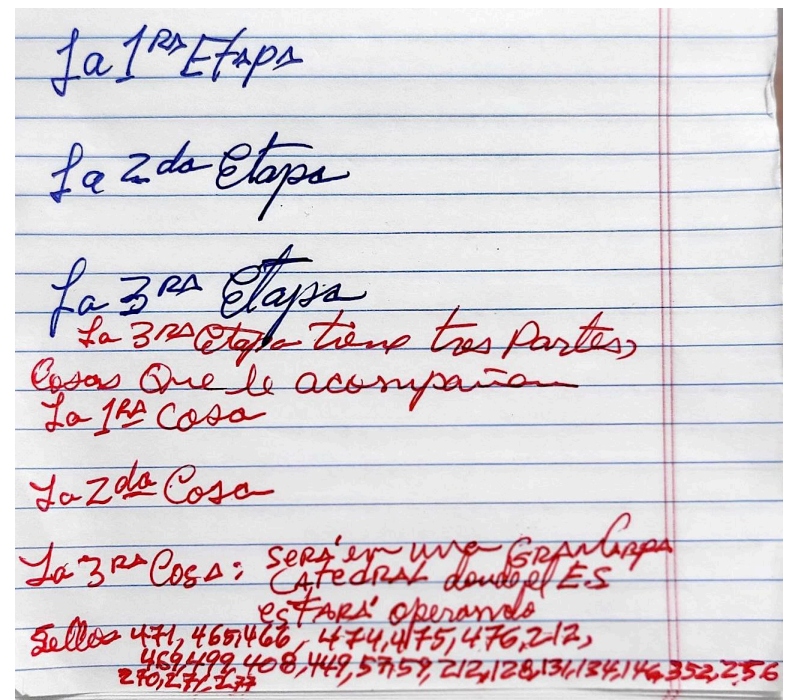 La 1RA Etapa
La 2da Etapa
La 3RA Etapa
La 3RA Etapa tiene tres Partes,
Cosas Que le acompañan
La 1RA Cosa
La 2da Cosa
La 3RA Cosa: SERÁ en una GRAN CARPA
CATEDRAL donde el E.S
ESTARÁ operando
Sellos 471, 465, 466, 474, 475, 476, 212,
469, 499, 408, 449, 57, 59, 212, 128, 131, 134, 146, 352, 256
270, 271, 277